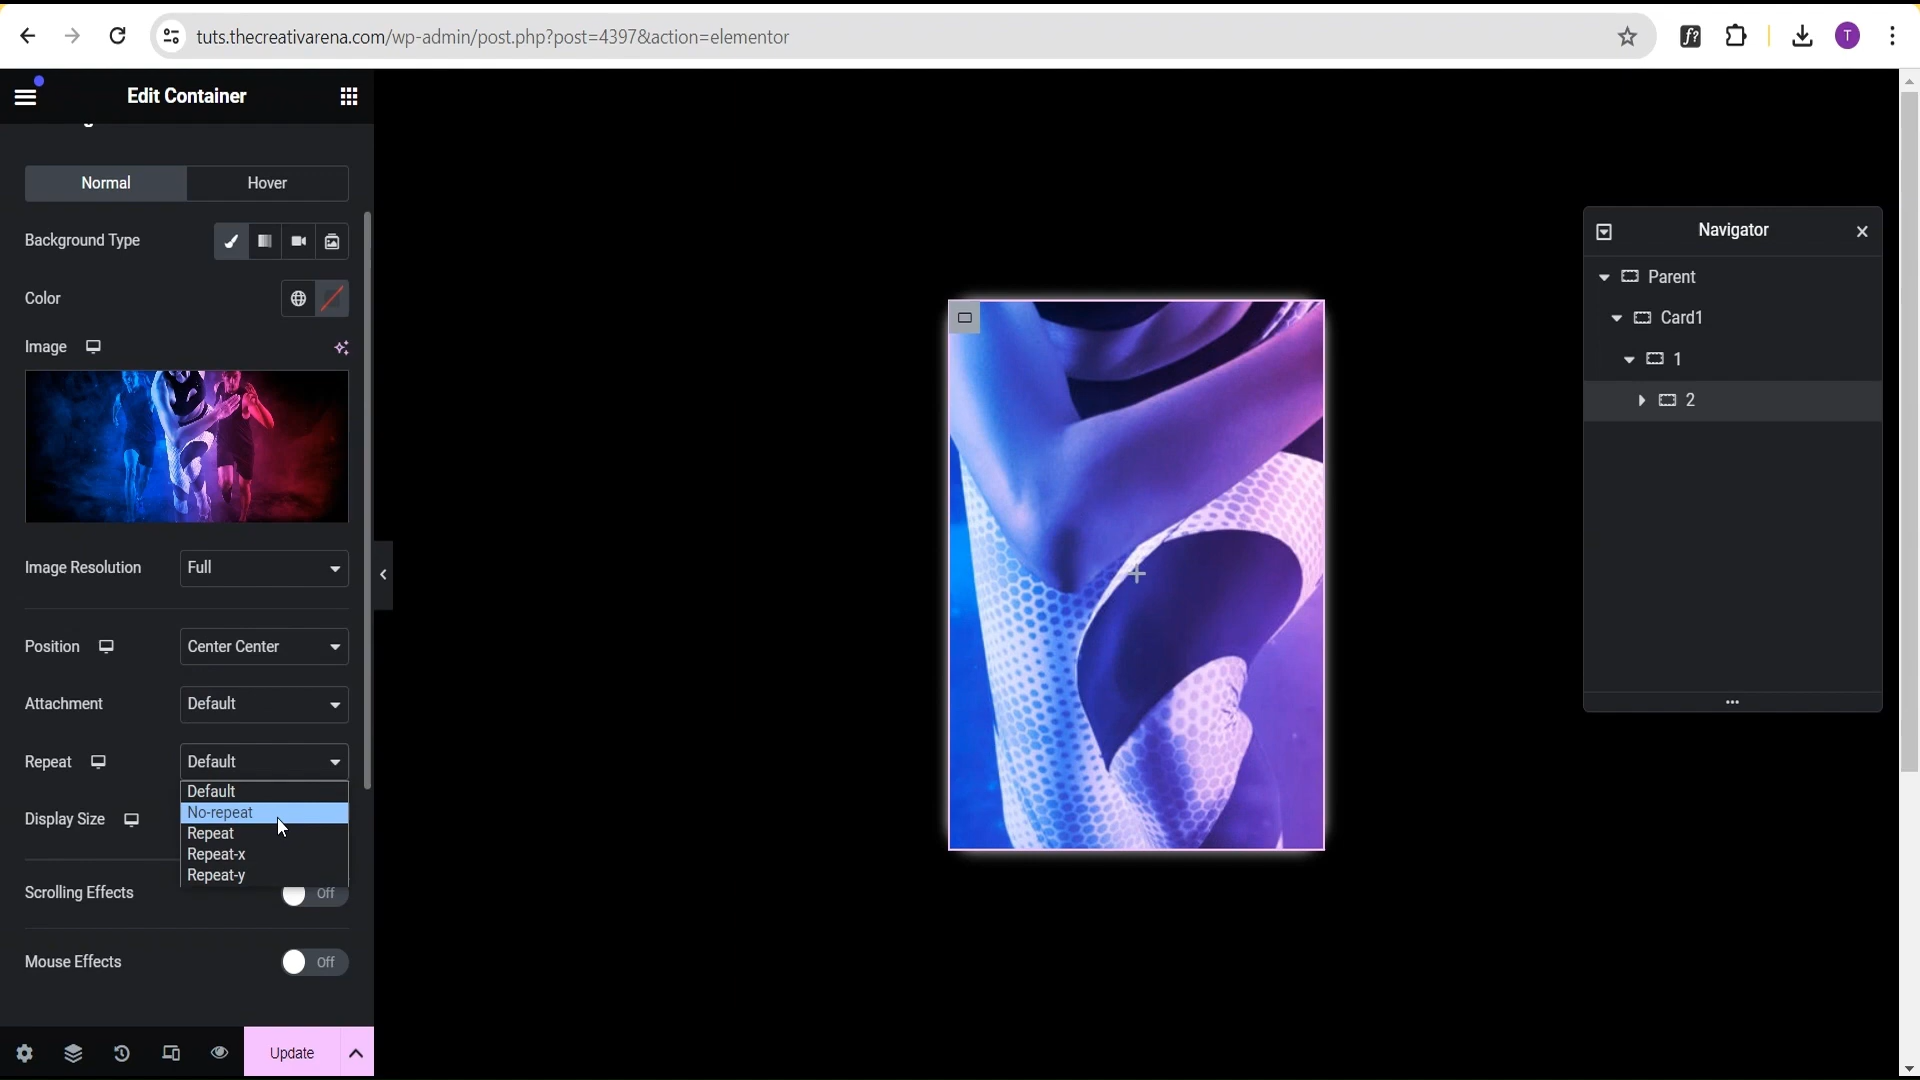 tuts.thecreativarena.com/wp-admin/post.php?post=4397&action=elementor
T
Edit Container
Normal
Hover
Background Type
Color
Image
Image Resolution
Full
Position
Center Center
Attachment
Default
Repeat
Default
Default
No-repeat
Repeat
Repeat-x
Repeat-y
Display Size
Scrolling Effects
Off
Mouse Effects
Off
Update
Navigator
Parent
Card1
1
2